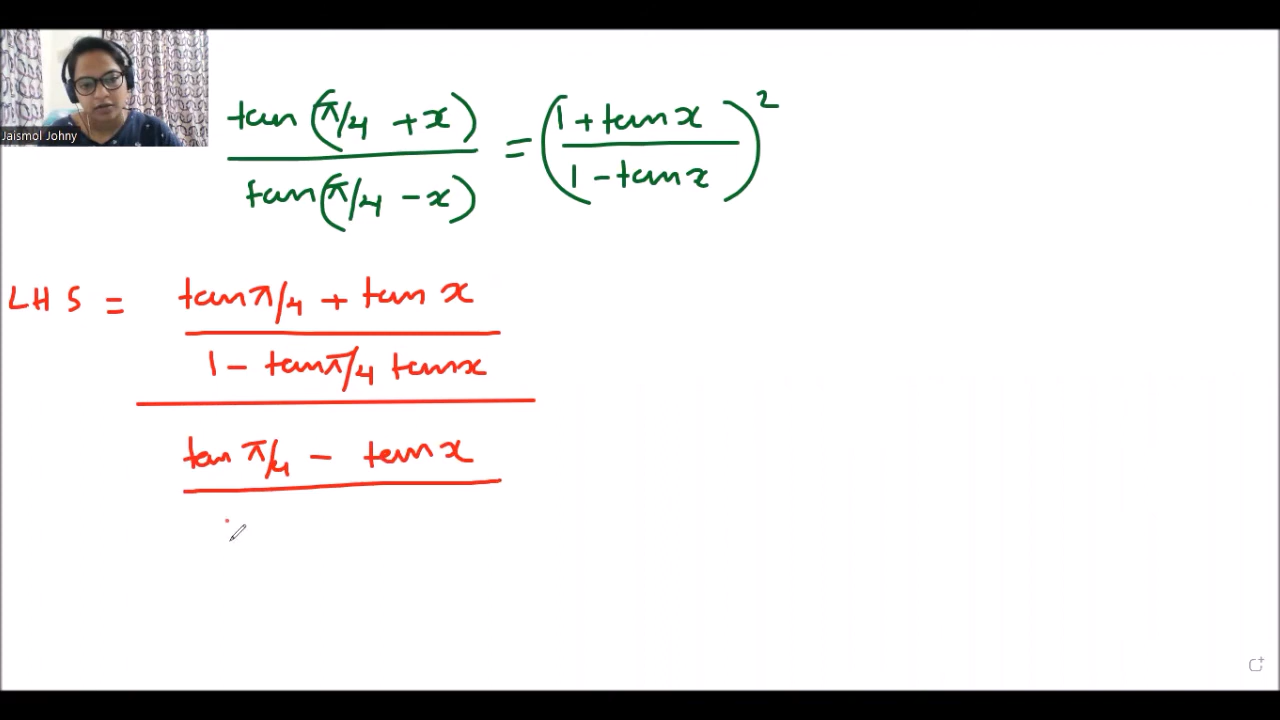 Jaismol Johny
tan(π/4 + x)
tan(π/4 - x)
= (1 + tan x
1 - tan x)²
LHS = tan π/4 + tan x
1 - tan π/4 tan x
tan π/4 - tan x